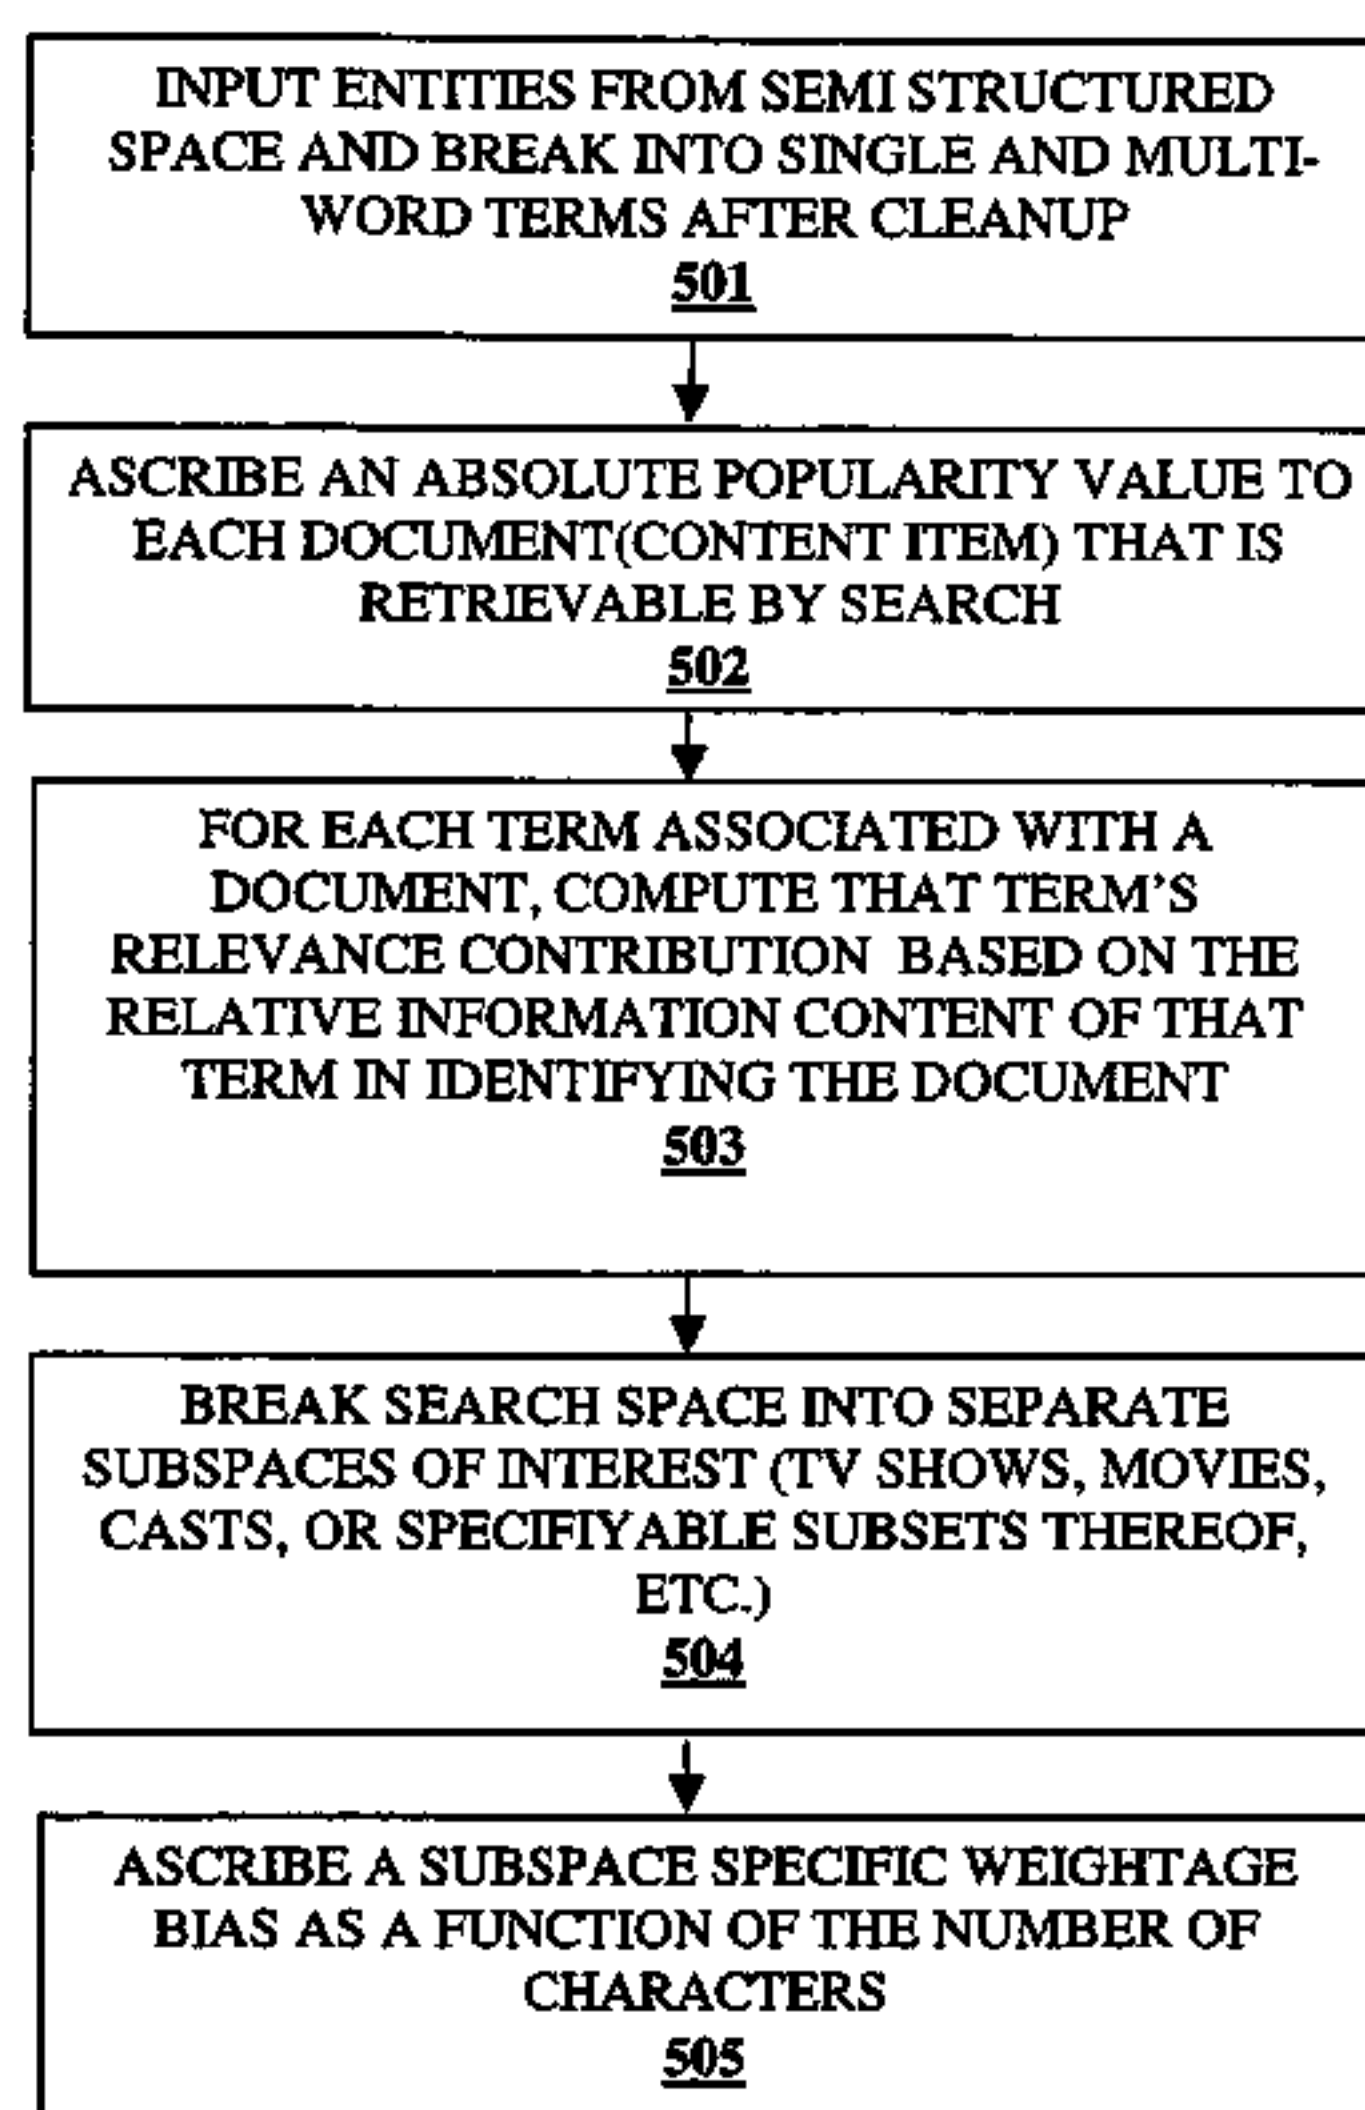 INPUT ENTITIES FROM SEMI STRUCTURED
SPACE AND BREAK INTO SINGLE AND MULTI-
WORD TERMS AFTER CLEANUP
501
ASCRIBE AN ABSOLUTE POPULARITY VALUE TO
EACH DOCUMENT(CONTENT ITEM) THAT IS
RETRIEVABLE BY SEARCH
502
FOR EACH TERM ASSOCIATED WITH A
DOCUMENT, COMPUTE THAT TERM'S
RELEVANCE CONTRIBUTION BASED ON THE
RELATIVE INFORMATION CONTENT OF THAT
TERM IN IDENTIFYING THE DOCUMENT
503
BREAK SEARCH SPACE INTO SEPARATE
SUBSPACES OF INTEREST (TV SHOWS, MOVIES,
CASTS, OR SPECIFIYABLE SUBSETS THEREOF,
ETC.)
504
ASCRIBE A SUBSPACE SPECIFIC WEIGHTAGE
BIAS AS A FUNCTION OF THE NUMBER OF
CHARACTERS
505